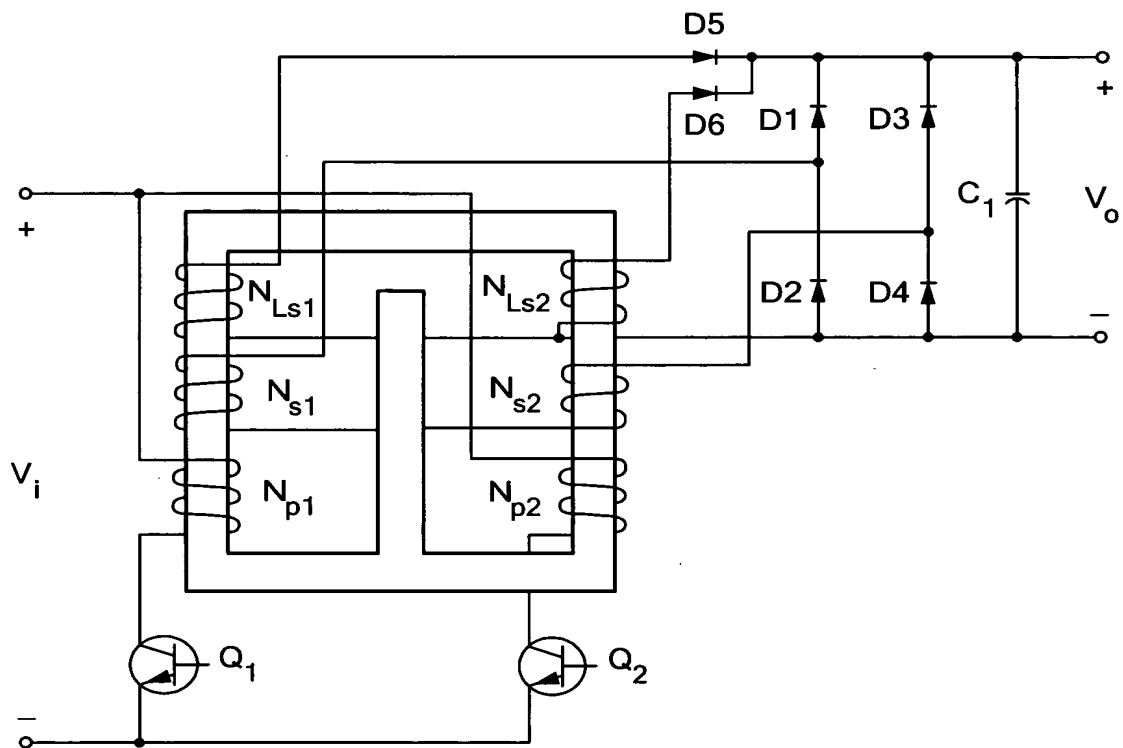 D5
+
D6
D1
D3
+
C1
Vo
NLs1
NLs2
D2
D4
−
Ns1
Ns2
Vi
Np1
Np2
Q1
Q2
−